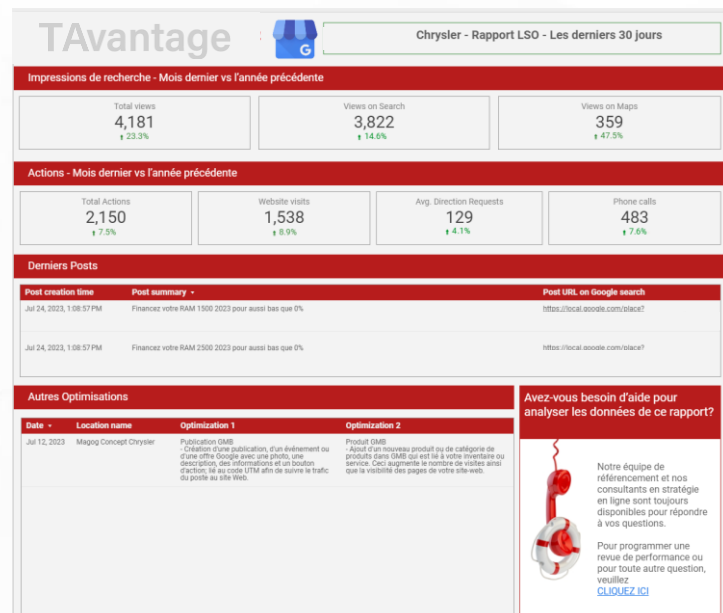 TAvantage
G
Chrysler - Rapport LSO - Les derniers 30 jours
Impressions de recherche - Mois dernier vs l'année précédente
Total views
4,181
23.3%
Views on Search
3,822
14.6%
Views on Maps
359
47.5%
Actions - Mois dernier vs l'année précédente
Total Actions
2,150
7.5%
Website visits
1,538
8.9%
Avg. Direction Requests
129
4.1%
Phone calls
483
7.6%
Derniers Posts
Post creation time Post summary Post URL on Google search
Jul 24, 2023, 1:08:57 PM Financez votre RAM 1500 2023 pour aussi bas que 0% https://local.google.com/place?
Jul 24, 2023, 1:08:57 PM Financez votre RAM 2500 2023 pour aussi bas que 0% https://local.google.com/place?
Autres Optimisations
Date Location name Optimization 1 Optimization 2
Jul 12, 2023 Magog Concept Chrysler
Publication GMB
- Création d'une publication, d'un événement ou
d'une offre Google avec une photo, une
description, des informations et un bouton
d'action; lié au code UTM afin de suivre le trafic
du poste au site Web.
Produit GMB
- Ajout d'un nouveau produit ou de catégorie de
produits dans GMB qui est lié à votre inventaire ou
service. Ceci augmente le nombre de visites ainsi
que la visibilité des pages de votre site-web.
Avez-vous besoin d'aide pour
analyser les données de ce rapport?
Notre équipe de
référencement et nos
consultants en stratégie
en ligne sont toujours
disponibles pour répondre
à vos questions.
Pour programmer une
revue de performance ou
pour toute autre question,
veuillez
CLIQUEZ ICI